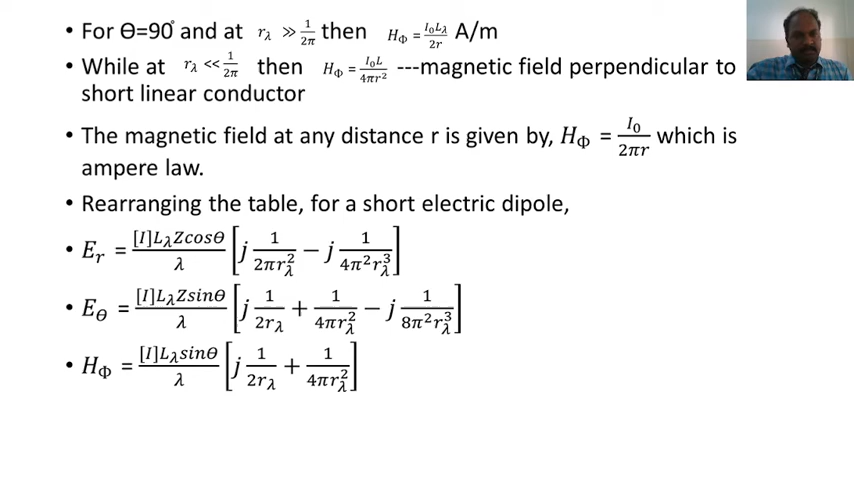 • For Ɵ=90° and at r_λ ≫ 1/2π then H_Φ = I₀L_λ/2r A/m
• While at r_λ << 1/2π then H_Φ = I₀L/4πr² ---magnetic field perpendicular to
short linear conductor
• The magnetic field at any distance r is given by, H_Φ = I₀/2πr which is
ampere law.
• Rearranging the table, for a short electric dipole,
• E_r = [I]L_λZcosθ/λ [j 1/2πr_λ² − j 1/4π²r_λ³]
• E_θ = [I]L_λZsinθ/λ [j 1/2r_λ + 1/4πr_λ² − j 1/8π²r_λ³]
• H_Φ = [I]L_λsinθ/λ [j 1/2r_λ + 1/4πr_λ²]